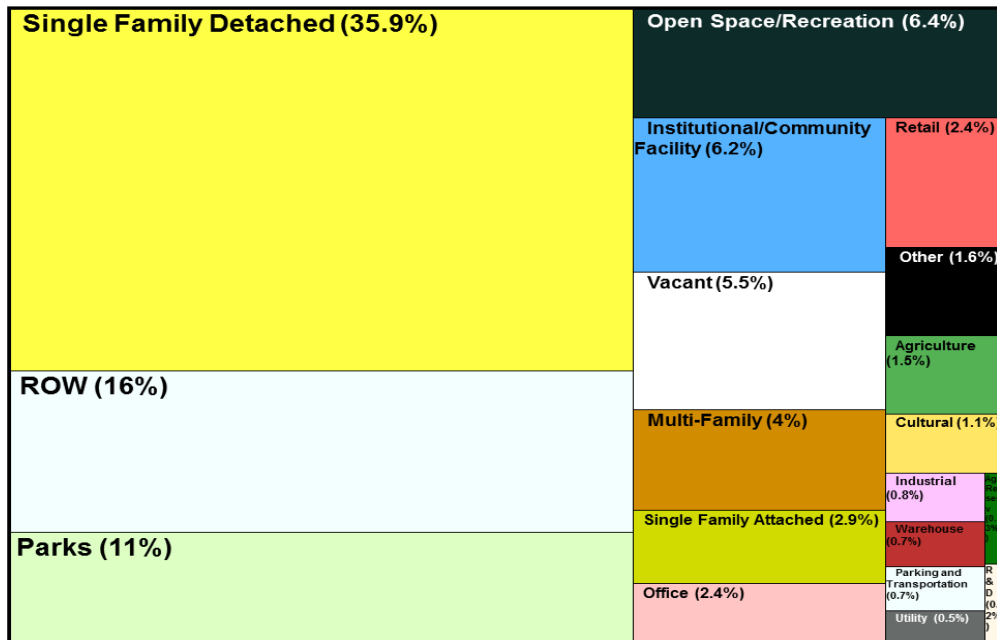 Single Family Detached (35.9%)
ROW (16%)
Parks (11%)
Open Space/Recreation (6.4%)
Institutional/Community
Facility (6.2%)
Vacant (5.5%)
Multi-Family (4%)
Single Family Attached (2.9%)
Office (2.4%)
Retail (2.4%)
Other (1.6%)
Agriculture
(1.5%)
Cultural (1.1%)
Industrial
(0.8%)
Warehouse
(0.7%)
Parking and
Transportation
(0.7%)
Utility (0.5%)
R
&
D
(0.
2%
)